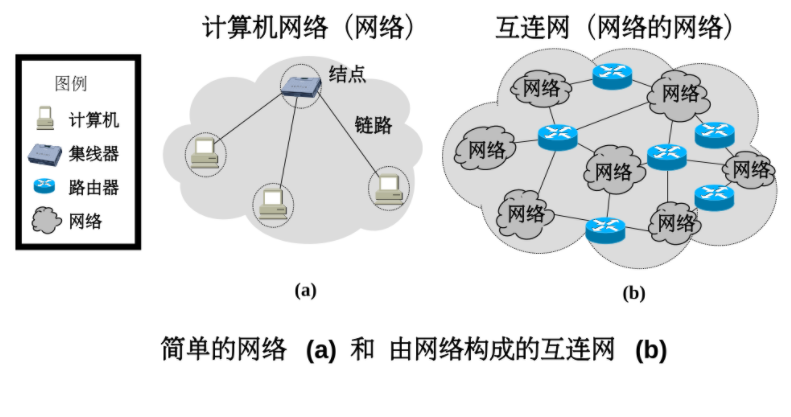 计算机网络（网络）
互连网（网络的网络）
图例
计算机
集线器
路由器
网络
结点
链路
网络
网络
网络
网络
网络
网络
网络
(a)
(b)
简单的网络 (a) 和 由网络构成的互连网 (b)